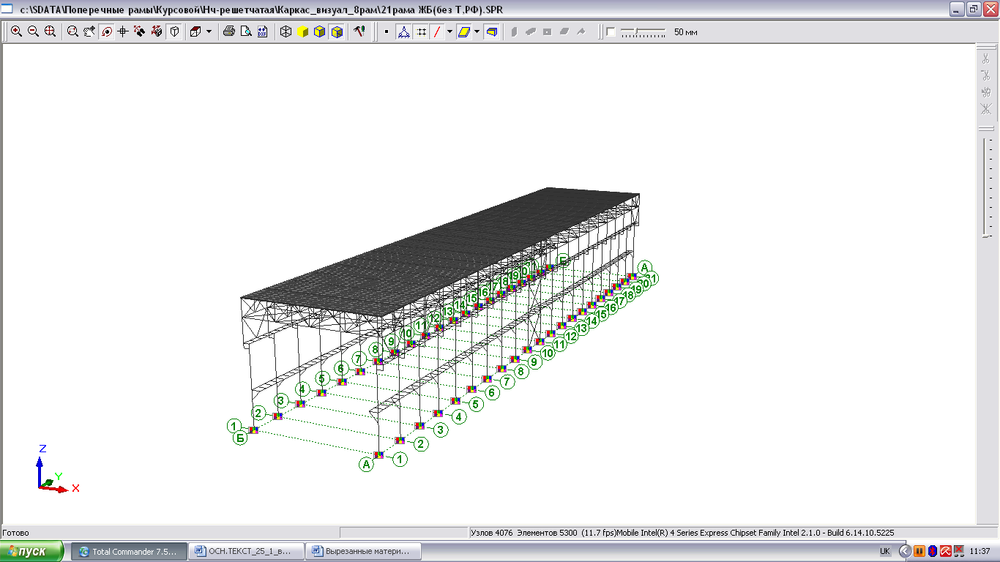 c:\SDATA\Поперечные рамы\Курсовой\Нч-решетчатая\Каркас_визуал_8рам\21рама ЖБ(без Т,РФ).SPR
DXF
50 мм
Б
А
21
20
19
18
17
16
15
14
13
12
11
10
9
8
7
6
5
4
3
2
1
А
19
18
17
16
15
14
13
12
11
10
9
8
7
6
5
4
3
2
1
Б
Z
Y
X
Готово
Узлов 4076 Элементов 5300 (11.7 fps)Mobile Intel(R) 4 Series Express Chipset Family Intel 2.1.0 - Build 6.14.10.5225
пуск
Total Commander 7.5...
ОСН.ТЕКСТ_25_1_в...
Вырезанные матери...
UK
11:37